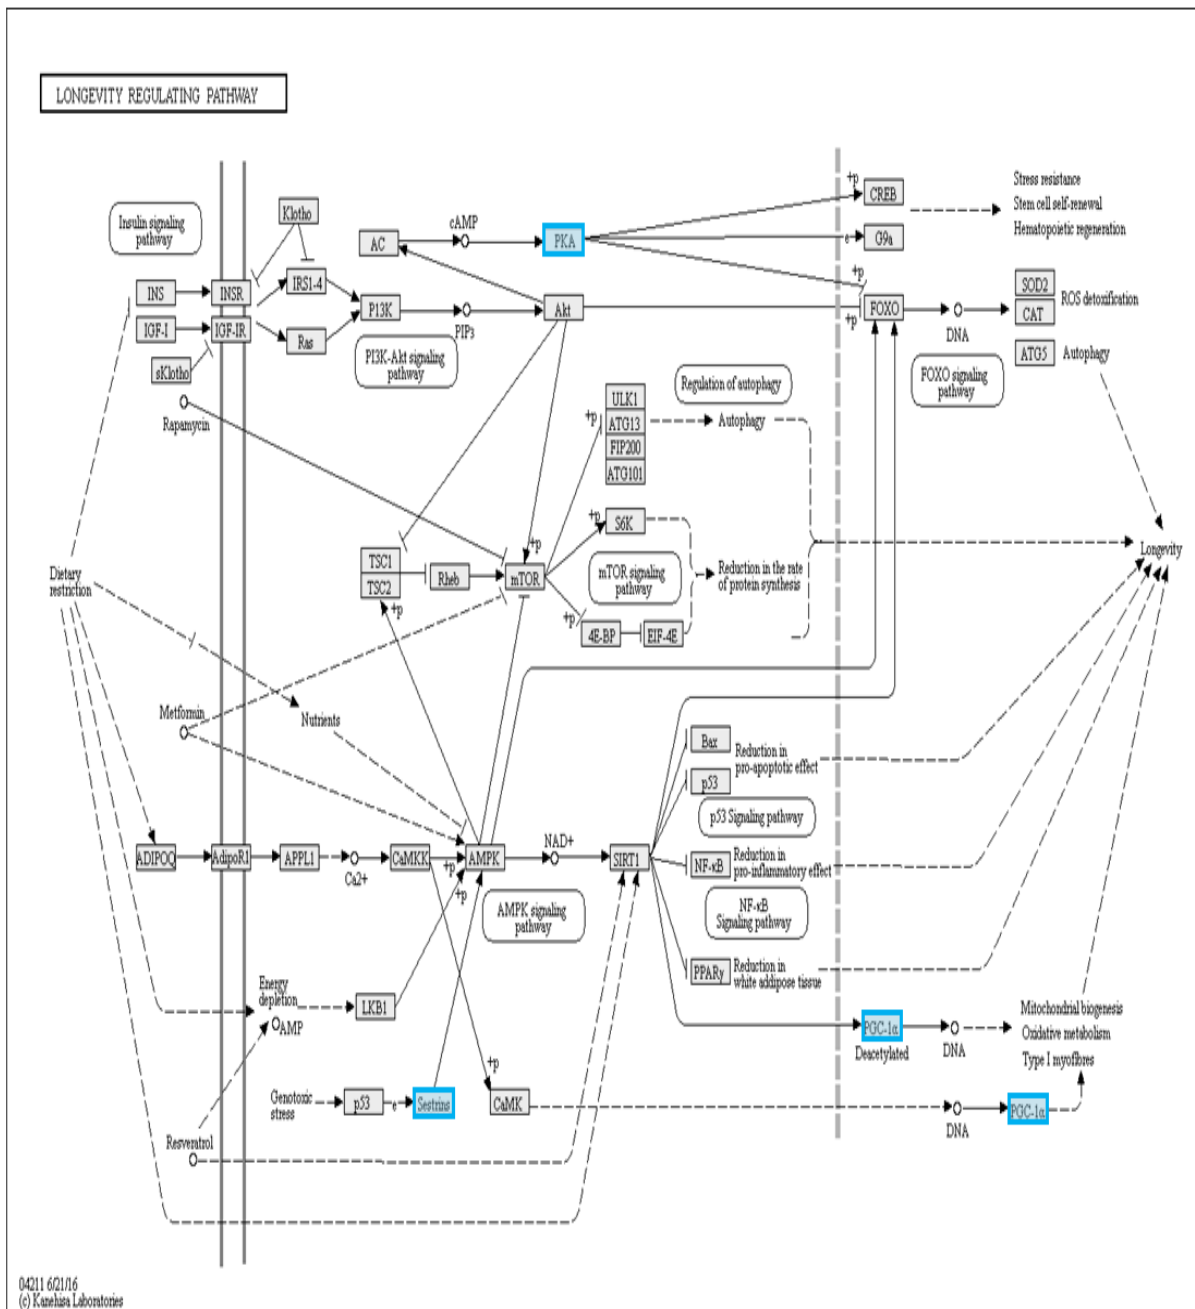 LONGEVITY REGULATING PATHWAY
Insulin signaling
pathway
Klotho
INS
INSR
IRS1-4
IGF-I
IGF-IR
Ras
sKlotho
Rapamycin
AC
cAMP
PKA
P13K
PIP3
Akt
PI3K-Akt signaling
pathway
+p
CREB
e
G9a
+p
+p
FOXO
DNA
Stress resistance
Stem cell self-renewal
Hematopoietic regeneration
SOD2
CAT
ROS detoxification
ATG5
Autophagy
FOXO signaling
pathway
Regulation of autophagy
ULK1
ATG13
FIP200
ATG101
+p
Autophagy
+p
S6K
mTOR signaling
pathway
Reduction in the rate
of protein synthesis
+p
4E-BP
EIF-4E
TSC1
TSC2
+p
Rheb
+p
mTOR
Longevity
Dietary
restriction
Metformin
Nutrients
ADIPOQ
AdipoR1
APPL1
Ca2+
CaMKK
+p
+p
AMPK
NAD+
SIRT1
AMPK signaling
pathway
Bax
p53
Reduction in
pro-apoptotic effect
p53 Signaling pathway
NF-κB
Reduction in
pro-inflammatory effect
NF-κB
Signaling pathway
PPARγ
Reduction in
white addipose tissue
Energy
depletion
AMP
LKB1
PGC-1α
Deacetylated
DNA
Mitochondrial biogenesis
Oxidative metabolism
Type I myofibres
Genotoxic
stress
p53
e
Sestrins
+p
CaMK
DNA
PGC-1α
Resveratrol
04211 6/21/16
(c) Kanehisa Laboratories